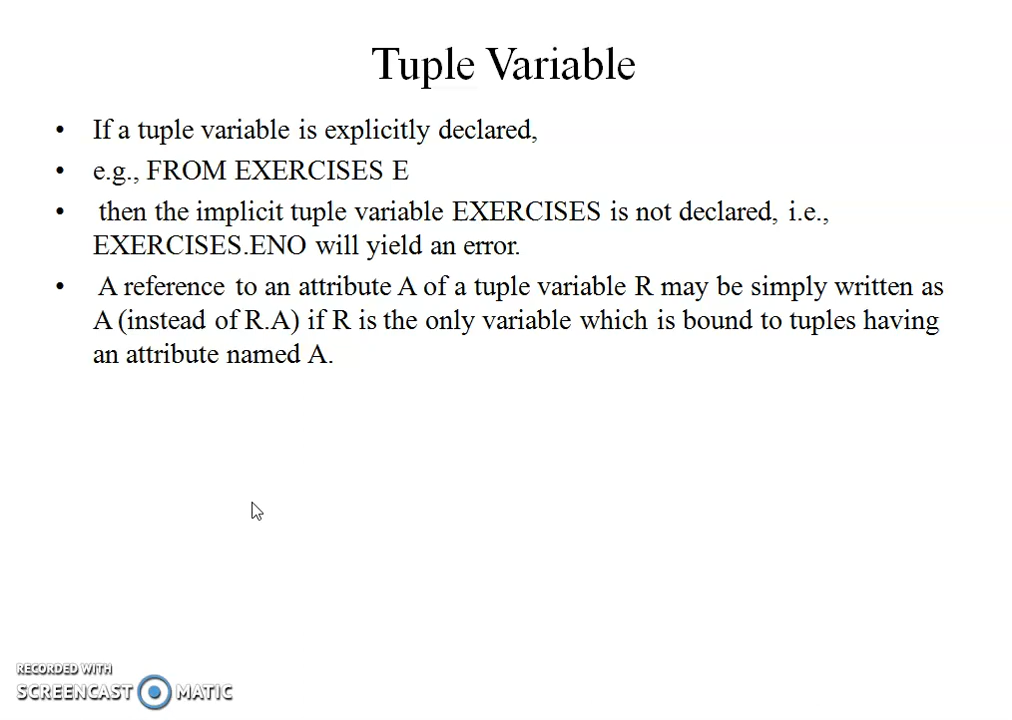 Tuple Variable
• If a tuple variable is explicitly declared,
• e.g., FROM EXERCISES E
• then the implicit tuple variable EXERCISES is not declared, i.e.,
EXERCISES.ENO will yield an error.
• A reference to an attribute A of a tuple variable R may be simply written as
A (instead of R.A) if R is the only variable which is bound to tuples having
an attribute named A.
RECORDED WITH
SCREENCAST MATIC